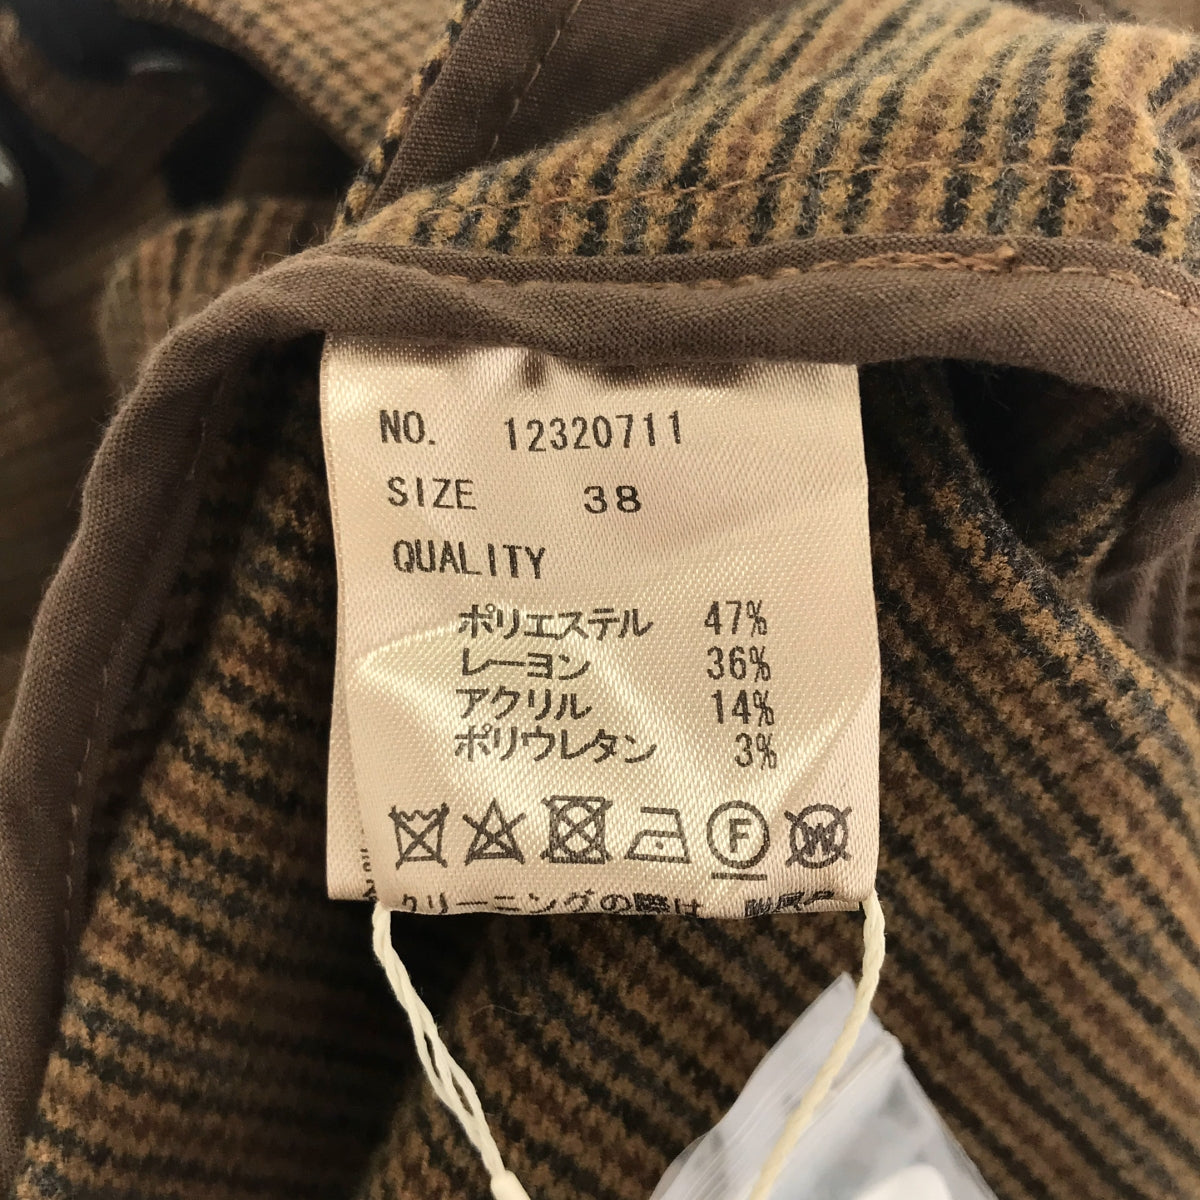 NO. 12320711
SIZE 38
QUALITY
ポリエステル 47%
レーヨン 36%
アクリル 14%
ポリウレタン 3%
F W
クリーニングの際は